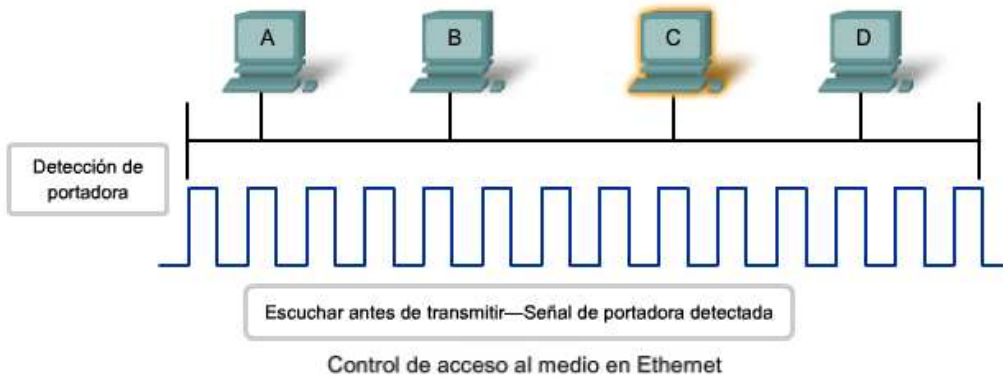 A
B
C
D
Detección de
portadora
Escuchar antes de transmitir—Señal de portadora detectada
Control de acceso al medio en Ethernet